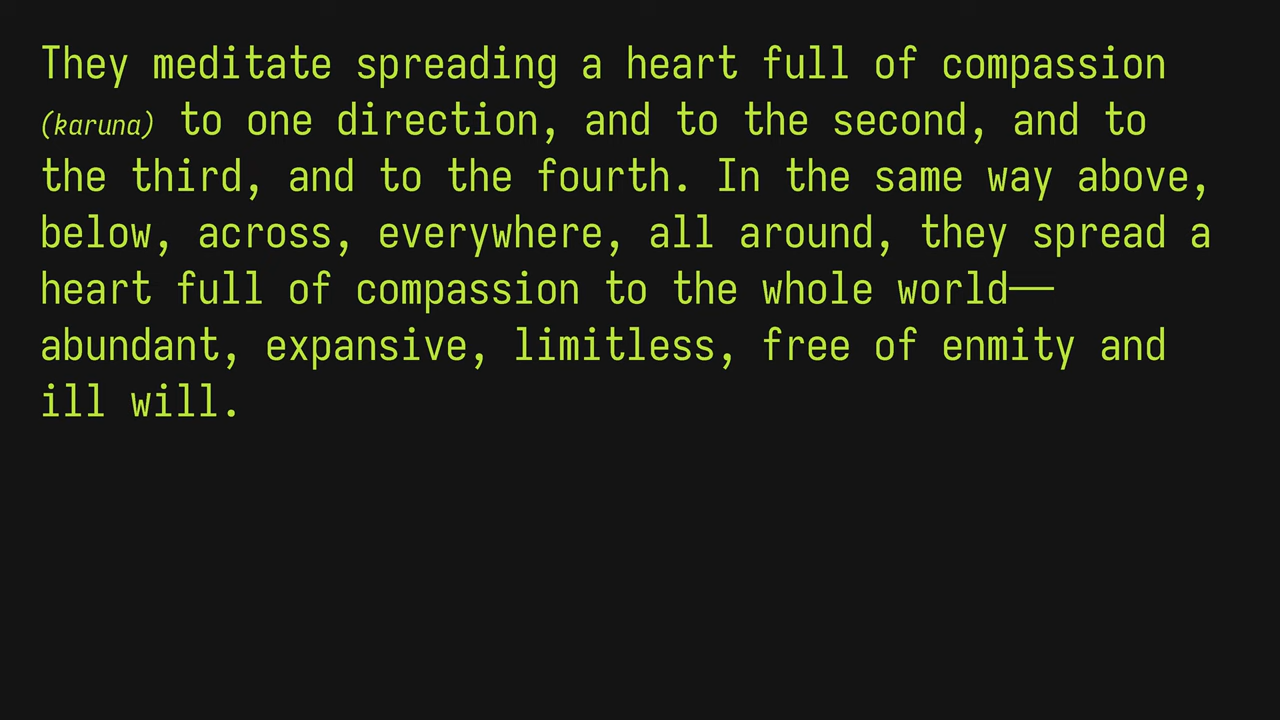 They meditate spreading a heart full of compassion
(karuna) to one direction, and to the second, and to
the third, and to the fourth. In the same way above,
below, across, everywhere, all around, they spread a
heart full of compassion to the whole world—
abundant, expansive, limitless, free of enmity and
ill will.